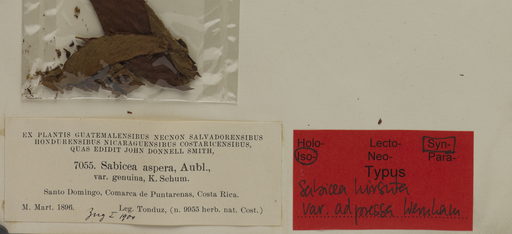 EX PLANTIS GUATEMALENSIBUS NECNON SALVADORENSIBUS
HONDURENSIBUS NICARAGUENSIBUS COSTARICENSIBUS,
QUAS EDIDIT JOHN DONNELL SMITH,
7055. Sabicea aspera, Aubl.,
var. genuina, K. Schum.
Santo Domingo, Comarca de Puntarenas, Costa Rica.
M. Mart. 1896. Leg. Tonduz, (n. 9955 herb. nat. Cost.)
Holo- Lecto- Syn-
Iso- Neo- Para-
Typus
Sabicea hirsuta
var. adpressa Wernham